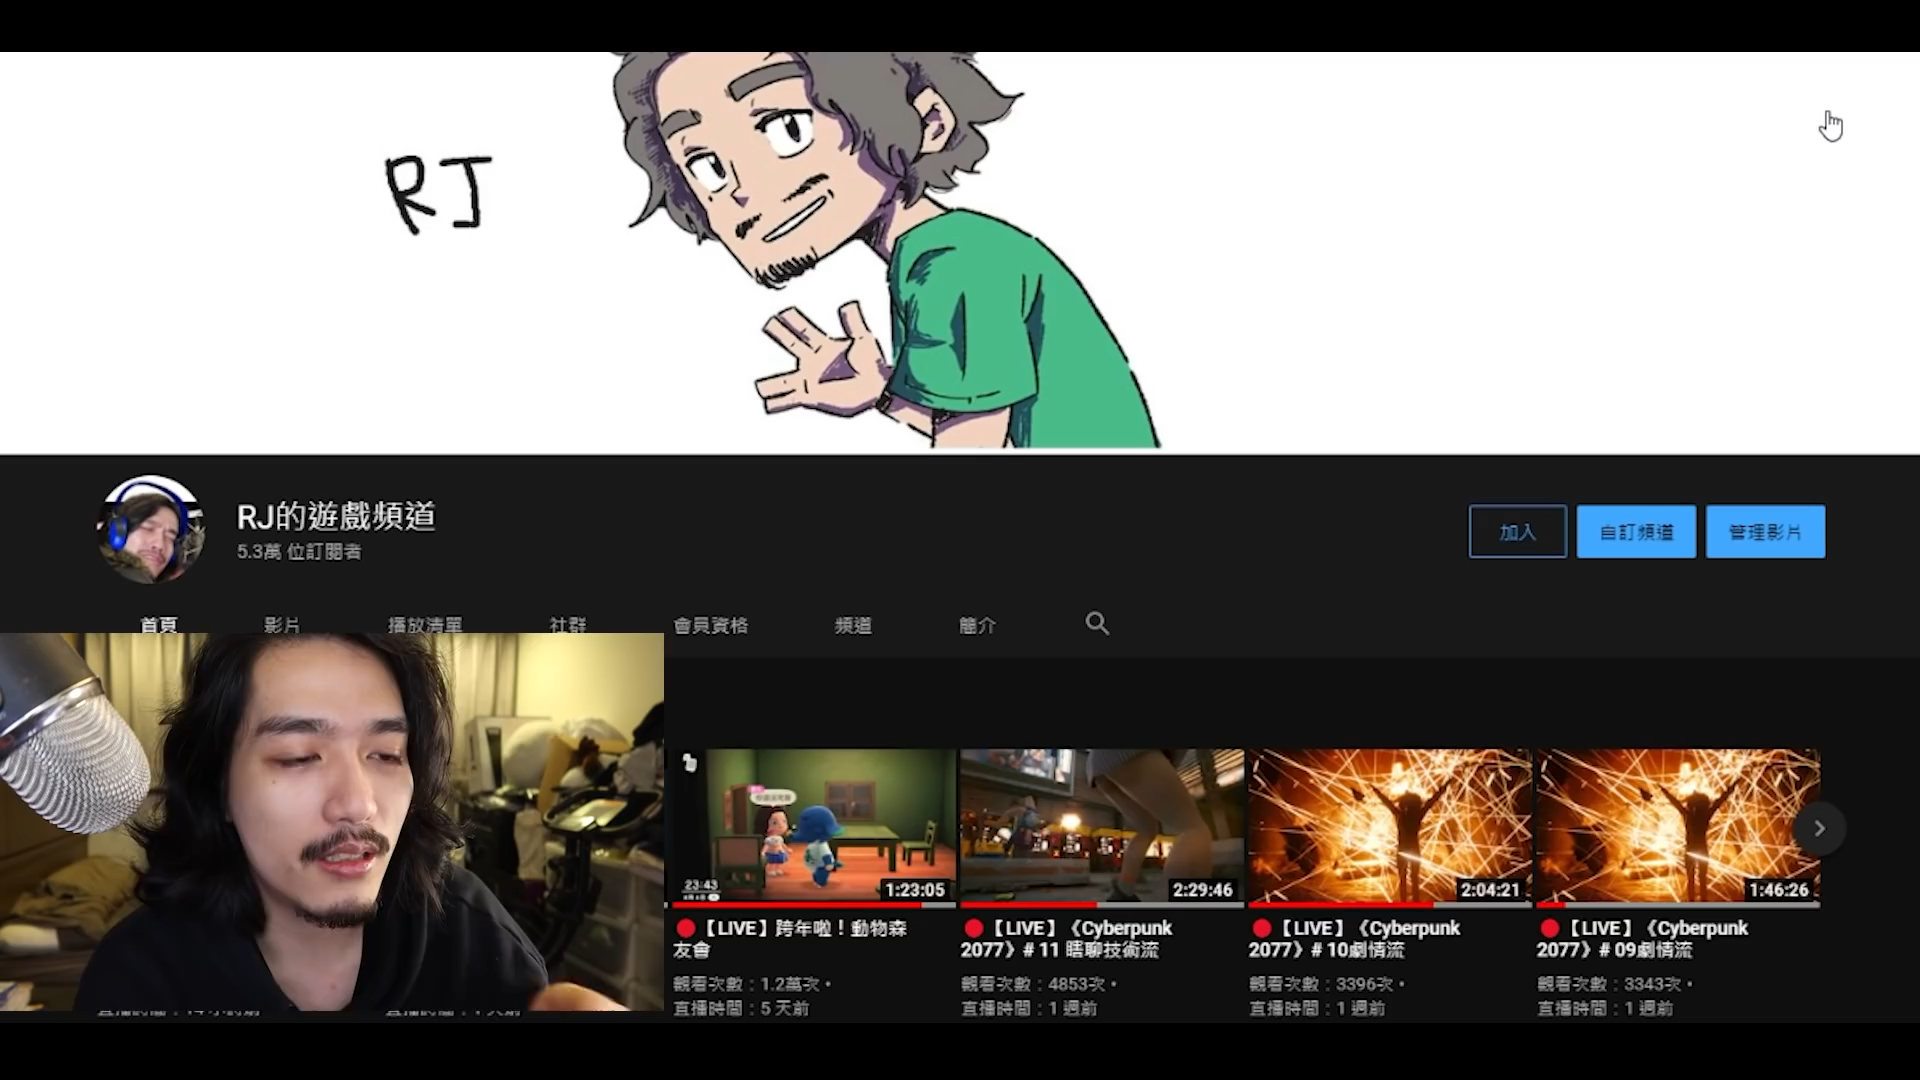 RJ
RJ的遊戲頻道
5.3萬 位訂閱者
加入
自訂頻道
管理影片
首頁
影片
播放清單
社群
會員資格
頻道
簡介
23:43
1:23:05
2:29:46
2:04:21
1:46:26
【LIVE】跨年啦！動物森
友會
觀看次數：1.2萬次・
直播時間：5 天前
【LIVE】《Cyberpunk
2077》# 11 瞎聊技術流
觀看次數：4853次・
直播時間：1 週前
【LIVE】《Cyberpunk
2077》# 10劇情流
觀看次數：3396次・
直播時間：1 週前
【LIVE】《Cyberpunk
2077》# 09劇情流
觀看次數：3343次・
直播時間：1 週前